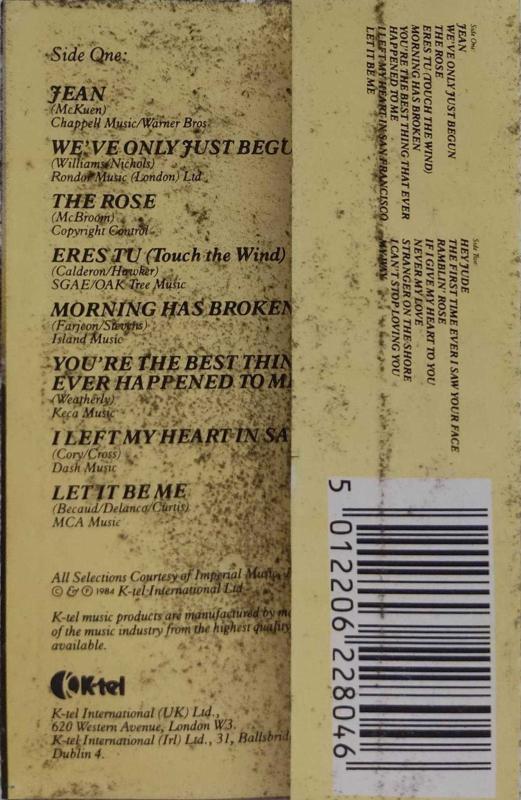 Side One:
JEAN
(McKuen)
Chappell Music/Warner Bros.
WE'VE ONLY JUST BEGU
(Williams/Nichols)
Rondor Music (London) Ltd
THE ROSE
(McBroom)
Copyright Control
ERES TU (Touch the Wind)
(Calderon/Hawker)
SGAE/OAK Tree Music
MORNING HAS BROKEN
(Farjeon/Stevens)
Island Music
YOU'RE THE BEST THIN
EVER HAPPENED TO M
(Weatherly)
Keca Music
I LEFT MY HEART IN SA
(Cory/Cross)
Dash Music
LET IT BE ME
(Becaud/Delanca/Curtis)
MCA Music
All Selections Courtesy of Imperial Music
© & ℗ 1984 K-tel International Ltd
K-tel music products are manufactured by m
of the music industry from the highest quality
available.
K-tel
K-tel International (UK) Ltd.,
620 Western Avenue, London W3.
K-tel International (Irl) Ltd., 31, Ballsbrid
Dublin 4.
Side One
JEAN
WE'VE ONLY JUST BEGUN
THE ROSE
ERES TU (TOUCH THE WIND)
MORNING HAS BROKEN
YOU'RE THE BEST THING THAT EVER
HAPPENED TO ME
I LEFT MY HEART IN SAN FRANCISCO
LET IT BE ME
Side Two
HEY JUDE
THE FIRST TIME EVER I SAW YOUR FACE
RAMBLIN' ROSE
IF I GIVE MY HEART TO YOU
NEVER MY LOVE
STRANGER ON THE SHORE
I CAN'T STOP LOVING YOU
MY WAY
5 012206 228046